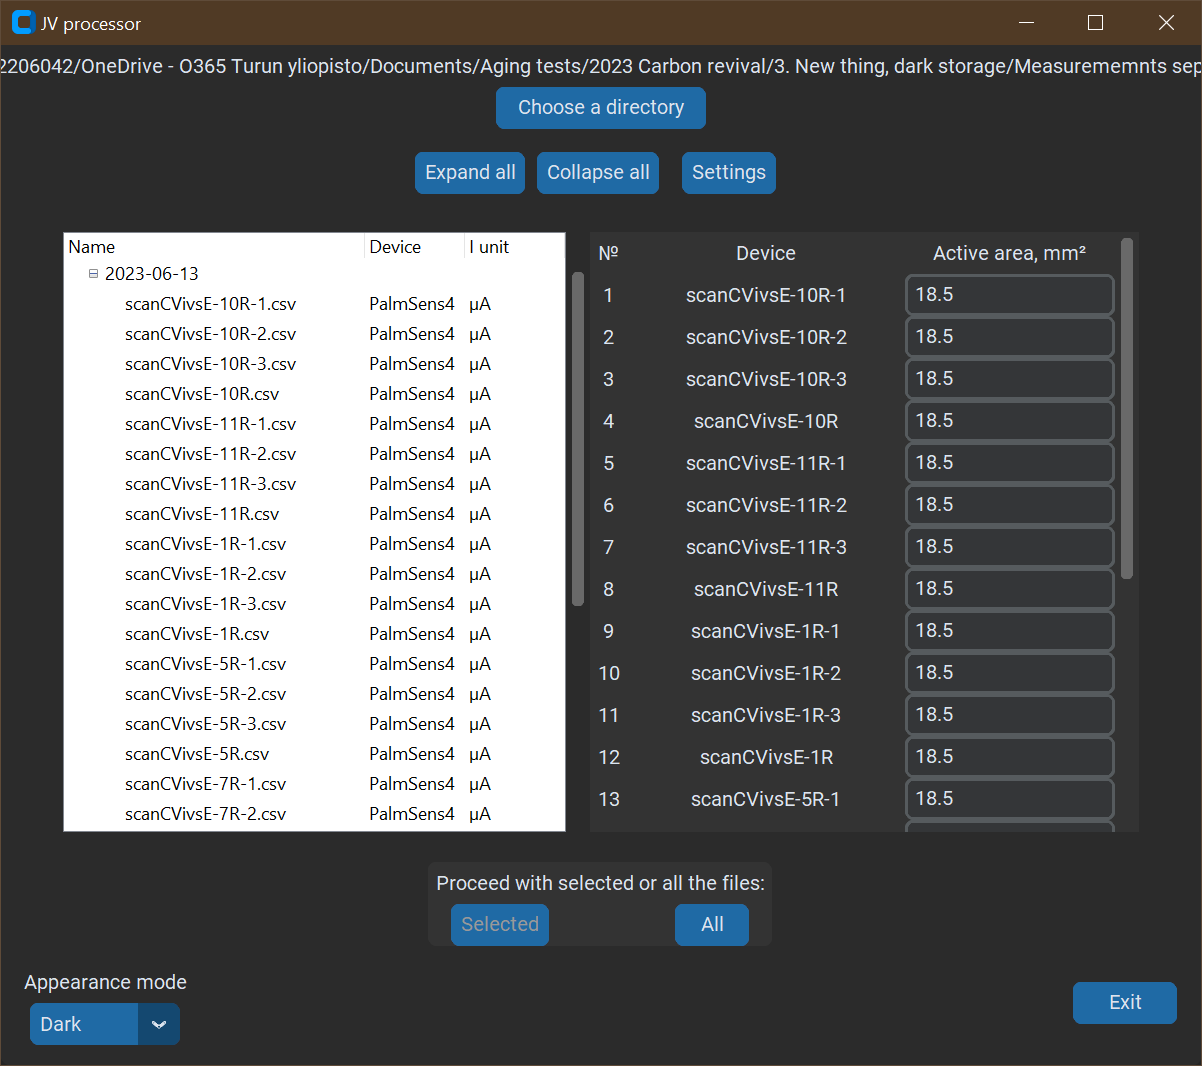 JV processor
2206042/OneDrive - O365 Turun yliopisto/Documents/Aging tests/2023 Carbon revival/3. New thing, dark storage/Measurememnts sep
Choose a directory
Expand all Collapse all Settings
Name Device I unit
2023-06-13
scanCVivsE-10R-1.csv PalmSens4 µA
scanCVivsE-10R-2.csv PalmSens4 µA
scanCVivsE-10R-3.csv PalmSens4 µA
scanCVivsE-10R.csv PalmSens4 µA
scanCVivsE-11R-1.csv PalmSens4 µA
scanCVivsE-11R-2.csv PalmSens4 µA
scanCVivsE-11R-3.csv PalmSens4 µA
scanCVivsE-11R.csv PalmSens4 µA
scanCVivsE-1R-1.csv PalmSens4 µA
scanCVivsE-1R-2.csv PalmSens4 µA
scanCVivsE-1R-3.csv PalmSens4 µA
scanCVivsE-1R.csv PalmSens4 µA
scanCVivsE-5R-1.csv PalmSens4 µA
scanCVivsE-5R-2.csv PalmSens4 µA
scanCVivsE-5R-3.csv PalmSens4 µA
scanCVivsE-5R.csv PalmSens4 µA
scanCVivsE-7R-1.csv PalmSens4 µA
scanCVivsE-7R-2.csv PalmSens4 µA
№ Device Active area, mm²
1 scanCVivsE-10R-1 18.5
2 scanCVivsE-10R-2 18.5
3 scanCVivsE-10R-3 18.5
4 scanCVivsE-10R 18.5
5 scanCVivsE-11R-1 18.5
6 scanCVivsE-11R-2 18.5
7 scanCVivsE-11R-3 18.5
8 scanCVivsE-11R 18.5
9 scanCVivsE-1R-1 18.5
10 scanCVivsE-1R-2 18.5
11 scanCVivsE-1R-3 18.5
12 scanCVivsE-1R 18.5
13 scanCVivsE-5R-1 18.5
Proceed with selected or all the files:
Selected All
Appearance mode
Dark
Exit